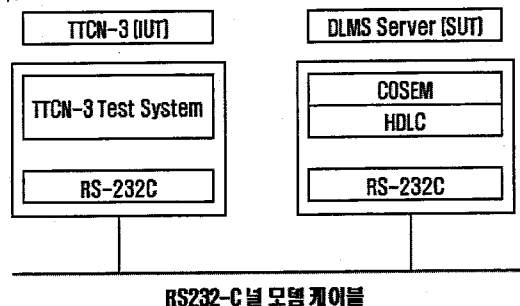 TTCN-3 (IUT)
DLMS Server (SUT)
TTCN-3 Test System
RS-232C
COSEM
HDLC
RS-232C
RS232-C 널 모뎀 케이블